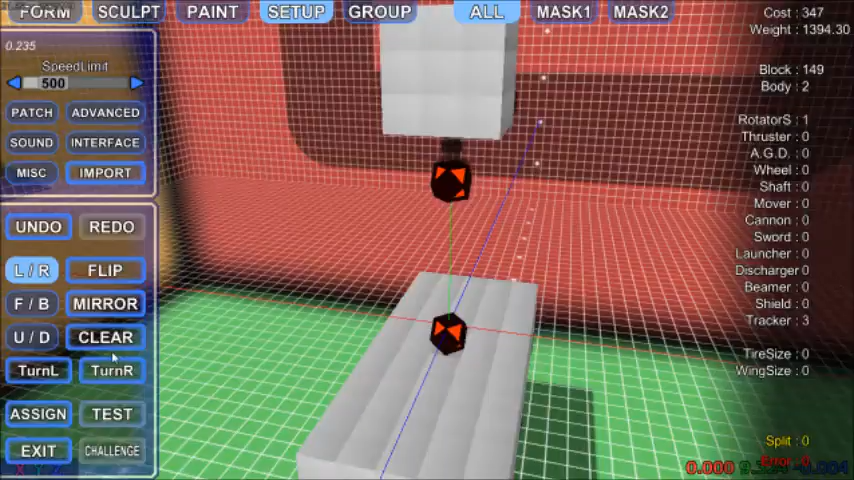 FORM SCULPT PAINT SETUP GROUP ALL MASK1 MASK2
Cost : 347
Weight : 1394.30
0.235
SpeedLimit
500
PATCH ADVANCED
SOUND INTERFACE
MISC IMPORT
Block : 149
Body : 2
RotatorS : 1
Thruster : 0
A.G.D. : 0
Wheel : 0
Shaft : 0
Mover : 0
Cannon : 0
Sword : 0
Launcher : 0
Discharger 0
Beamer : 0
Shield : 0
Tracker : 3
TireSize : 0
WingSize : 0
UNDO REDO
L / R FLIP
F / B MIRROR
U / D CLEAR
TurnL TurnR
ASSIGN TEST
EXIT CHALLENGE
Split : 0
Error : 0
0.000